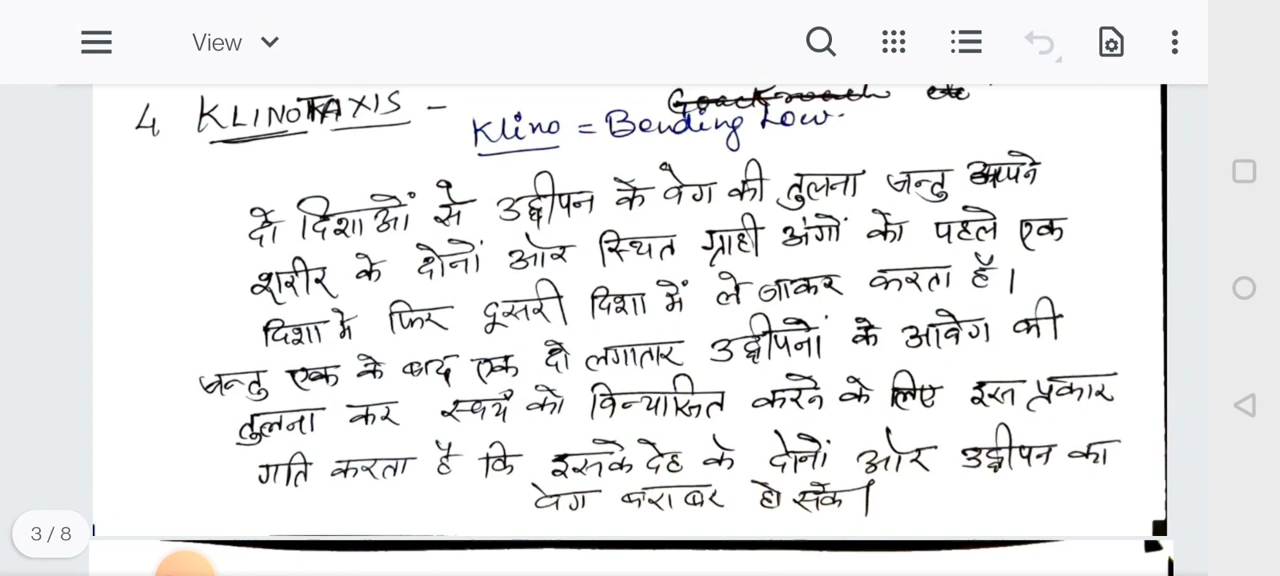 View
4 KLINOTAXIS -
Goackroach etc
Klino = Bending Low.
दो दिशाओं से उद्दीपन के वेग की तुलना जन्तु अपने
शरीर के दोनों ओर स्थित ग्राही अंगों को पहले एक
दिशा मे फिर दूसरी दिशा में ले जाकर करता है।
जन्तु एक के बाद एक दो लगातार उद्दीपनों के आवेग की
तुलना कर स्वयं को विन्यासित करने के लिए इस प्रकार
गति करता है कि इसके देह के दोनों ओर उद्दीपन का
वेग बराबर हो सके।
3 / 8